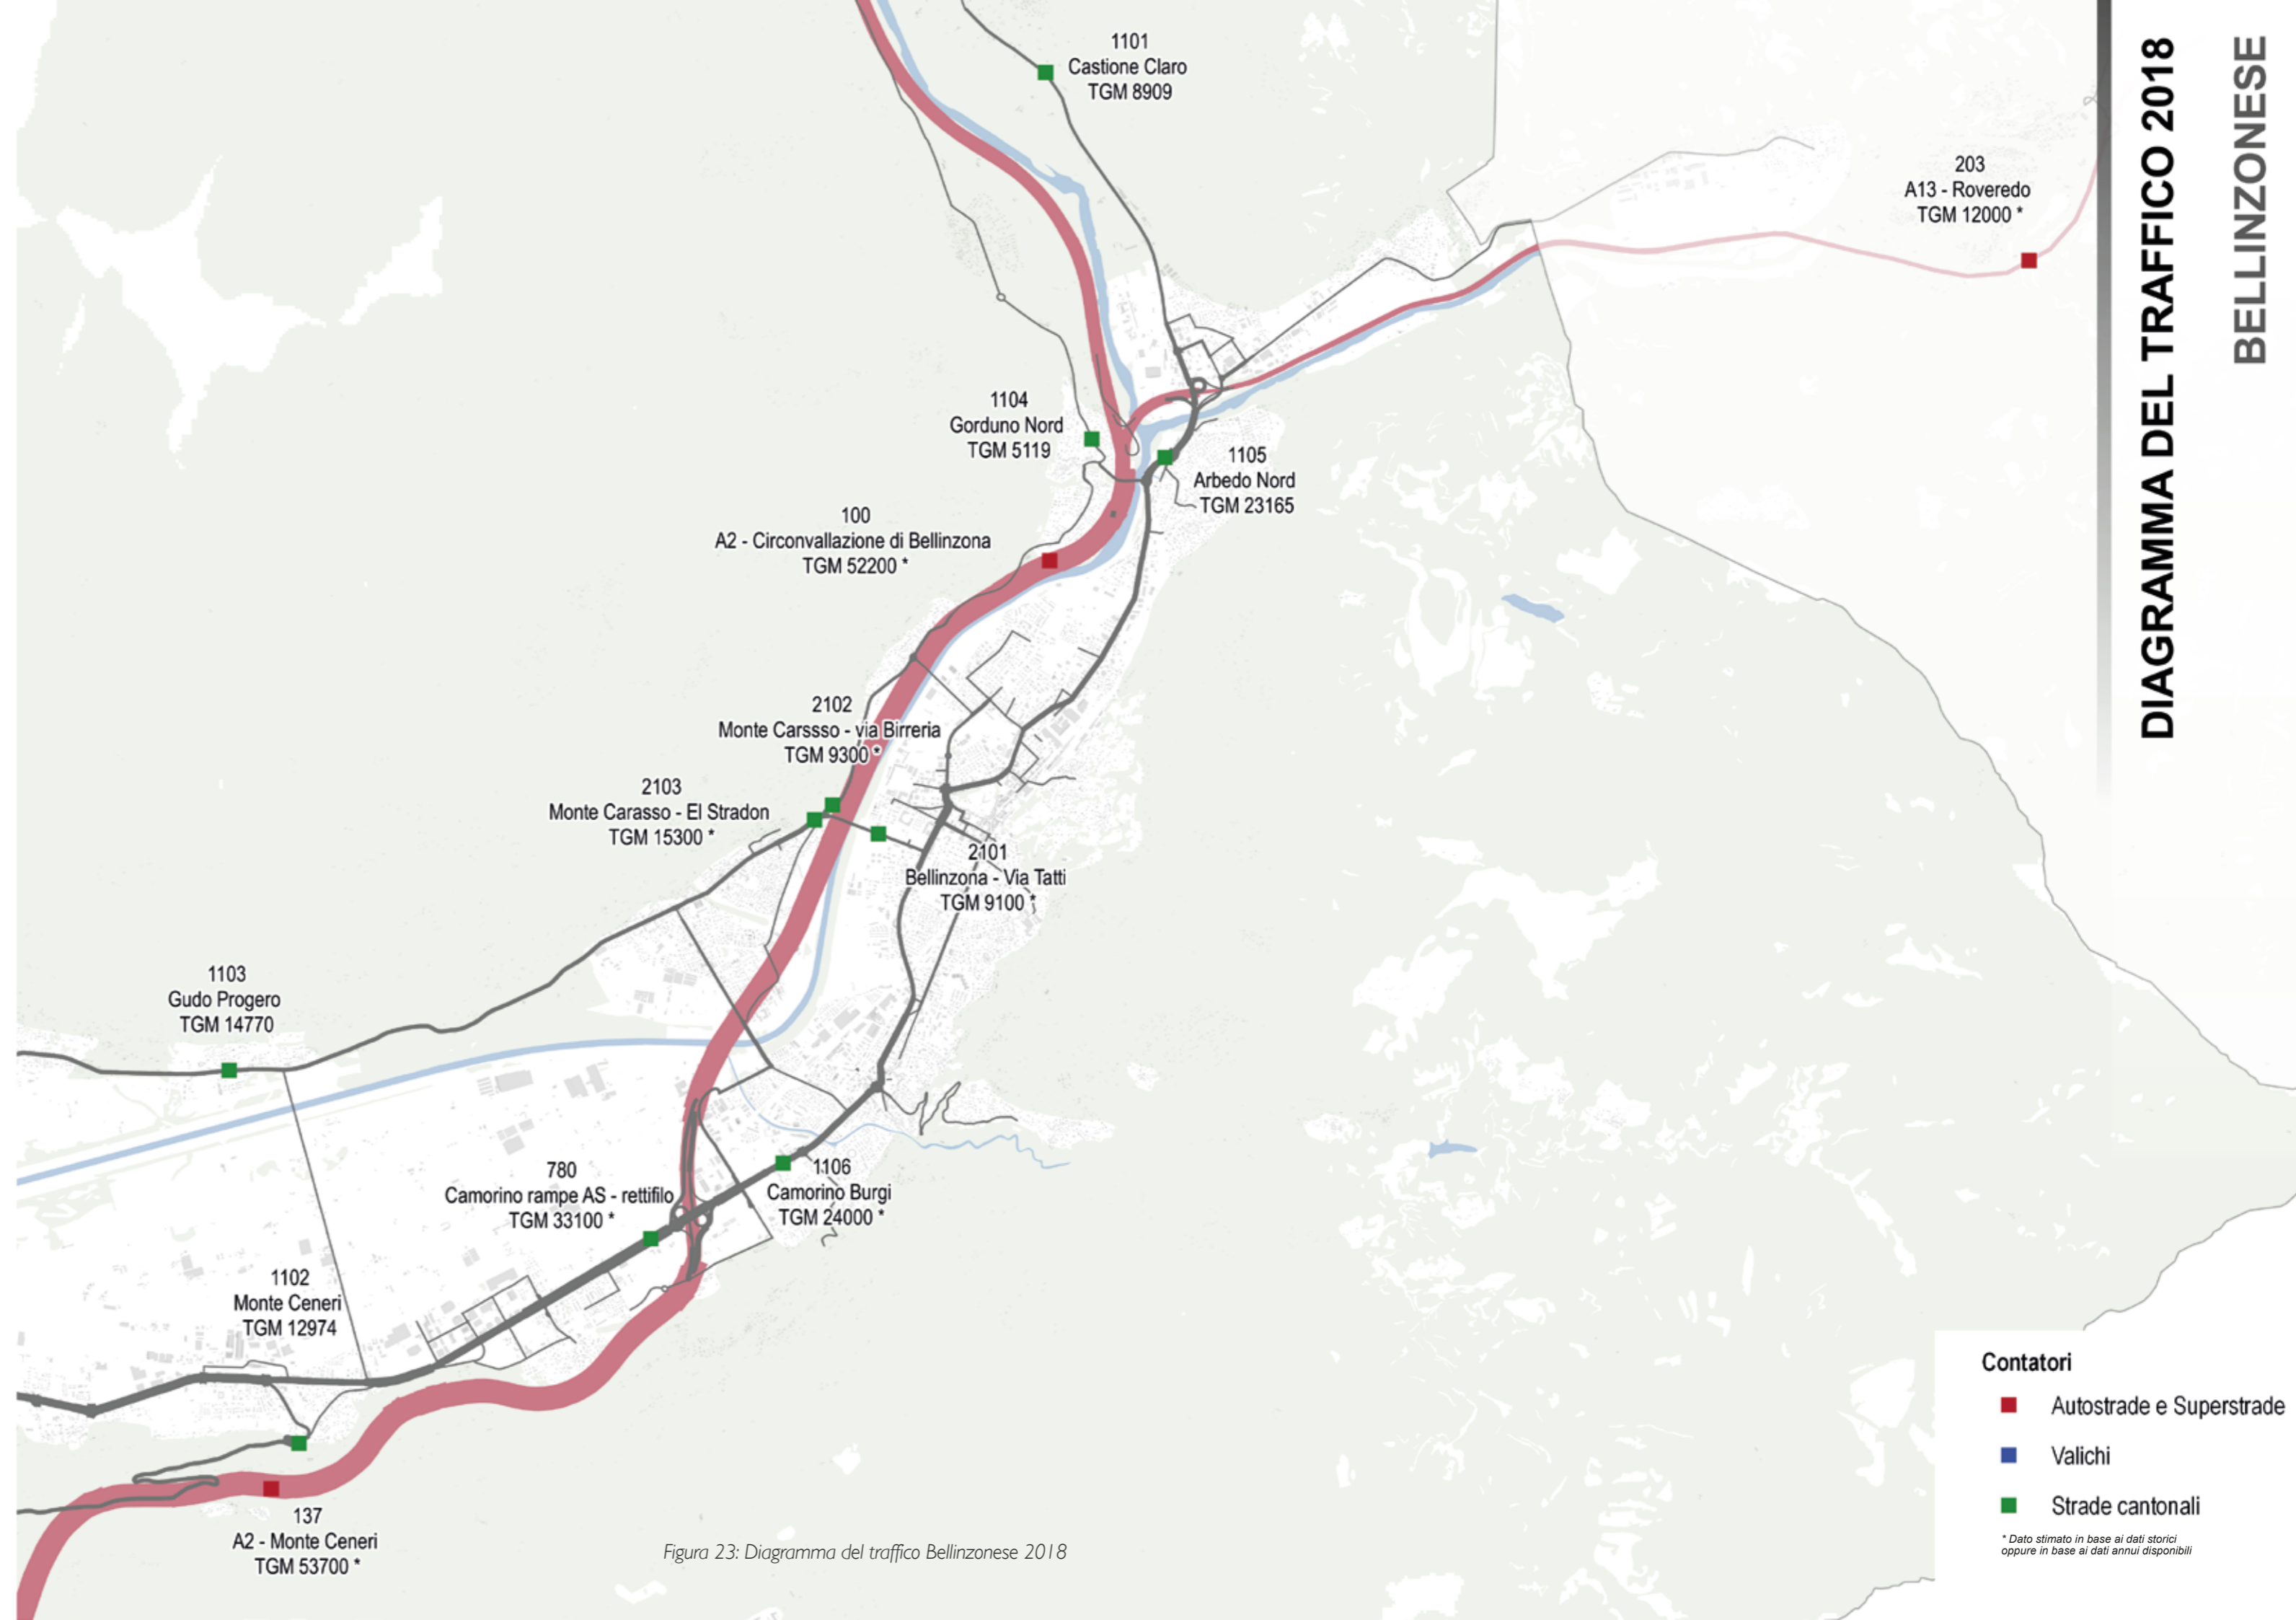 1101
Castione Claro
TGM 8909
203
A13 - Roveredo
TGM 12000 *
1104
Gorduno Nord
TGM 5119
1105
Arbedo Nord
TGM 23165
100
A2 - Circonvallazione di Bellinzona
TGM 52200 *
2102
Monte Carssso - via Birreria
TGM 9300 *
2103
Monte Carasso - El Stradon
TGM 15300 *
2101
Bellinzona - Via Tatti
TGM 9100 *
1103
Gudo Progero
TGM 14770
780
Camorino rampe AS - rettifilo
TGM 33100 *
1106
Camorino Burgi
TGM 24000 *
1102
Monte Ceneri
TGM 12974
137
A2 - Monte Ceneri
TGM 53700 *
Figura 23: Diagramma del traffico Bellinzonese 2018
DIAGRAMMA DEL TRAFFICO 2018
BELLINZONESE
Contatori
Autostrade e Superstrade
Valichi
Strade cantonali
* Dato stimato in base ai dati storici
oppure in base ai dati annui disponibili